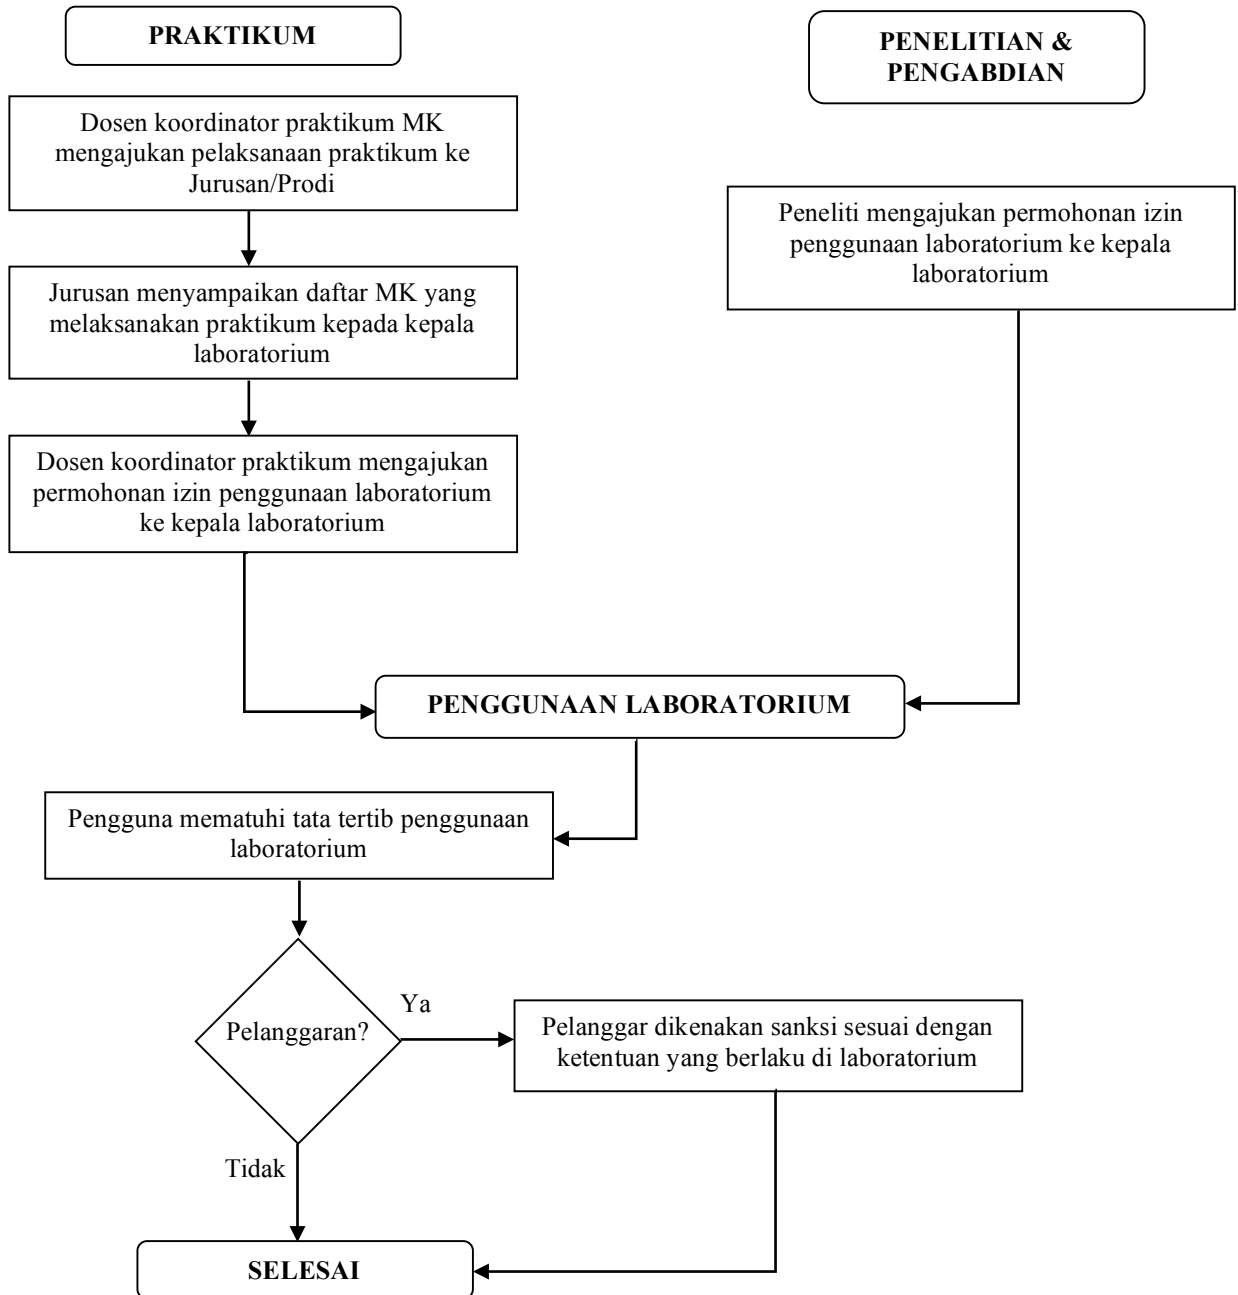 PRAKTIKUM
PENELITIAN &
PENGABDIAN
Dosen koordinator praktikum MK
mengajukan pelaksanaan praktikum ke
Jurusan/Prodi
Peneliti mengajukan permohonan izin
penggunaan laboratorium ke kepala
laboratorium
Jurusan menyampaikan daftar MK yang
melaksanakan praktikum kepada kepala
laboratorium
Dosen koordinator praktikum mengajukan
permohonan izin penggunaan laboratorium
ke kepala laboratorium
PENGGUNAAN LABORATORIUM
Pengguna mematuhi tata tertib penggunaan
laboratorium
Pelanggaran?
Ya
Pelanggar dikenakan sanksi sesuai dengan
ketentuan yang berlaku di laboratorium
Tidak
SELESAI